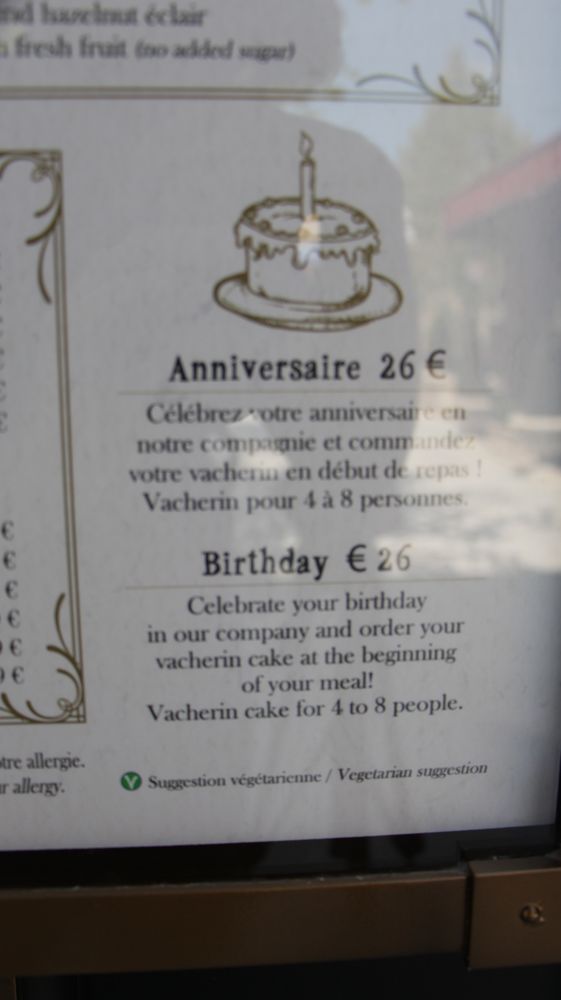 hazelnut éclair
fresh fruit (no added sugar)
Anniversaire 26 €
Célébrez votre anniversaire en
notre compagnie et commandez
votre vacherin en début de repas !
Vacherin pour 4 à 8 personnes.
€
€
€
€
€
€
Birthday € 26
Celebrate your birthday
in our company and order your
vacherin cake at the beginning
of your meal!
Vacherin cake for 4 to 8 people.
allergie.
allergy.
Suggestion végétarienne / Vegetarian suggestion